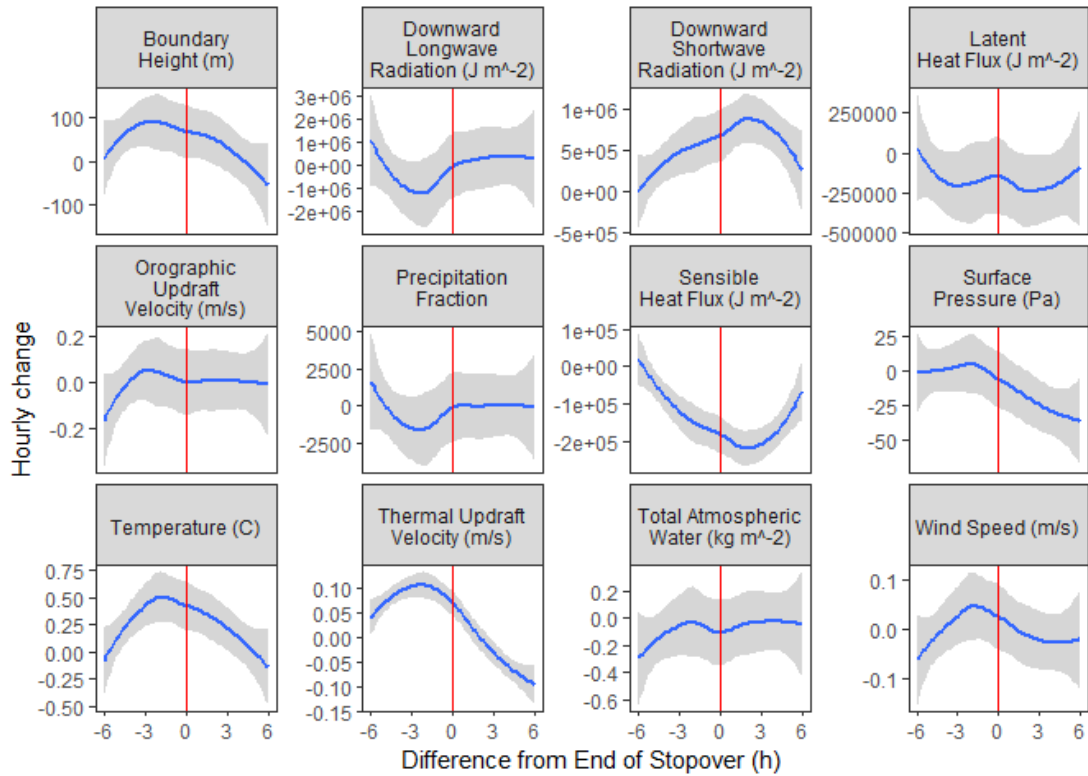 Boundary
Height (m)
100
0
-100
Downward
Longwave
Radiation (J m^-2)
3e+06
2e+06
1e+06
0e+00
-1e+06
-2e+06
Downward
Shortwave
Radiation (J m^-2)
1e+06
5e+05
0e+00
-5e+05
Latent
Heat Flux (J m^-2)
250000
0
-250000
-500000
Orographic
Updraft
Velocity (m/s)
0.2
0.0
-0.2
Precipitation
Fraction
5000
2500
0
-2500
Sensible
Heat Flux (J m^-2)
1e+05
0e+00
-1e+05
-2e+05
Surface
Pressure (Pa)
25
0
-25
-50
Temperature (C)
0.75
0.50
0.25
0.00
-0.25
-0.50
Thermal Updraft
Velocity (m/s)
0.10
0.05
0.00
-0.05
-0.10
-0.15
Total Atmospheric
Water (kg m^-2)
0.2
0.0
-0.2
-0.4
-0.6
Wind Speed (m/s)
0.1
0.0
-0.1
-6 -3 0 3 6
-6 -3 0 3 6
-6 -3 0 3 6
-6 -3 0 3 6
Hourly change
Difference from End of Stopover (h)